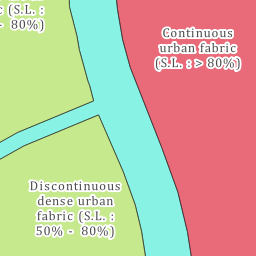 (S.L. :
- 80%)
Continuous
urban fabric
(S.L. : > 80%)
Discontinuous
dense urban
fabric (S.L. :
50% - 80%)